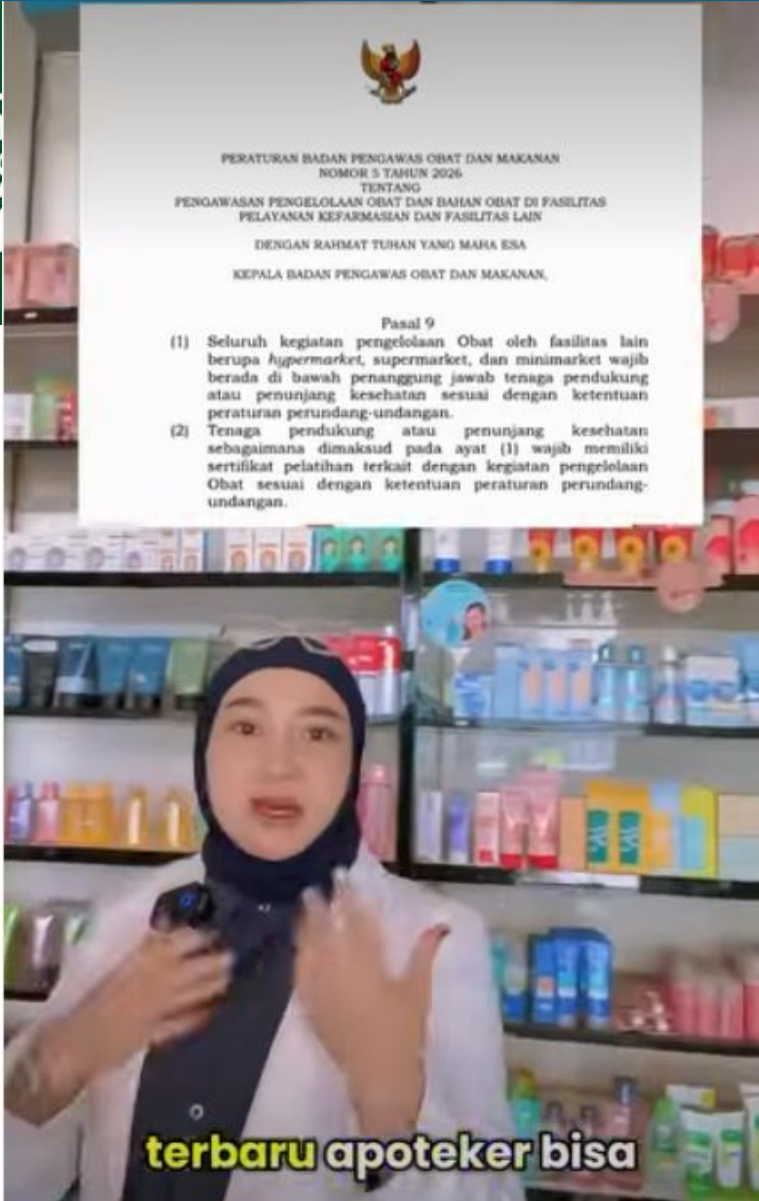 PERATURAN BADAN PENGAWAS OBAT DAN MAKANAN
NOMOR 5 TAHUN 2026
TENTANG
PENGAWASAN PENGELOLAAN OBAT DAN BAHAN OBAT DI FASILITAS
PELAYANAN KEFARMASIAN DAN FASILITAS LAIN
DENGAN RAHMAT TUHAN YANG MAHA ESA
KEPALA BADAN PENGAWAS OBAT DAN MAKANAN,
Pasal 9
(1) Seluruh kegiatan pengelolaan Obat oleh fasilitas lain
berupa hypermarket, supermarket, dan minimarket wajib
berada di bawah penanggung jawab tenaga pendukung
atau penunjang kesehatan sesuai dengan ketentuan
peraturan perundang-undangan.
(2) Tenaga pendukung atau penunjang kesehatan
sebagaimana dimaksud pada ayat (1) wajib memiliki
sertifikat pelatihan terkait dengan kegiatan pengelolaan
Obat sesuai dengan ketentuan peraturan perundang-
undangan.
terbaru apoteker bisa